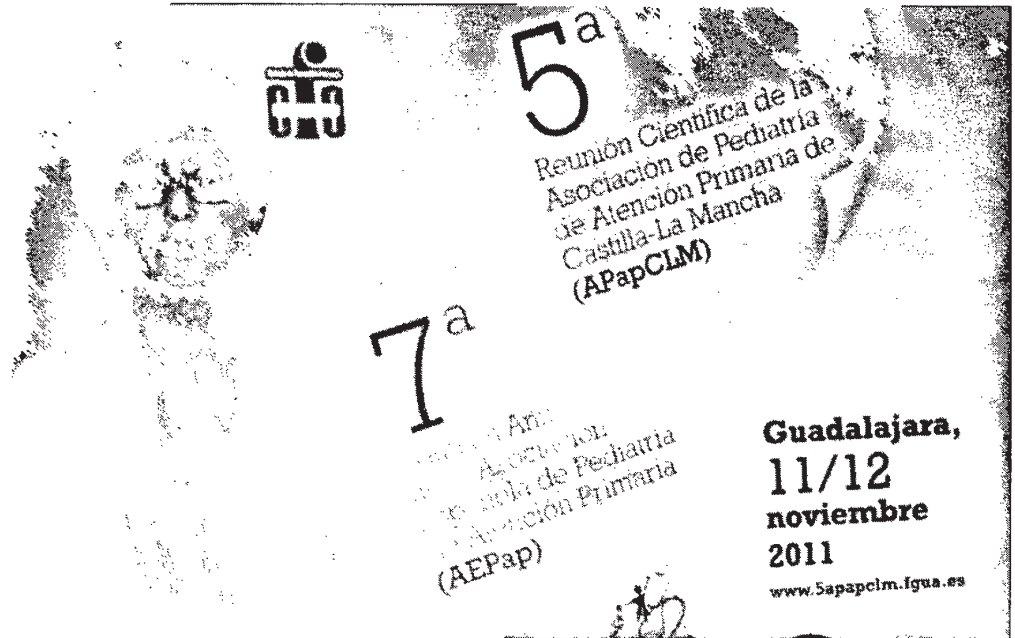 5ª
Reunión Científica de la
Asociación de Pediatría
de Atención Primaria de
Castilla-La Mancha
(APapCLM)
7ª
de Pediatría
Primaria
(AEPap)
Guadalajara,
11/12
noviembre
2011
www.5apapclm.fgua.es